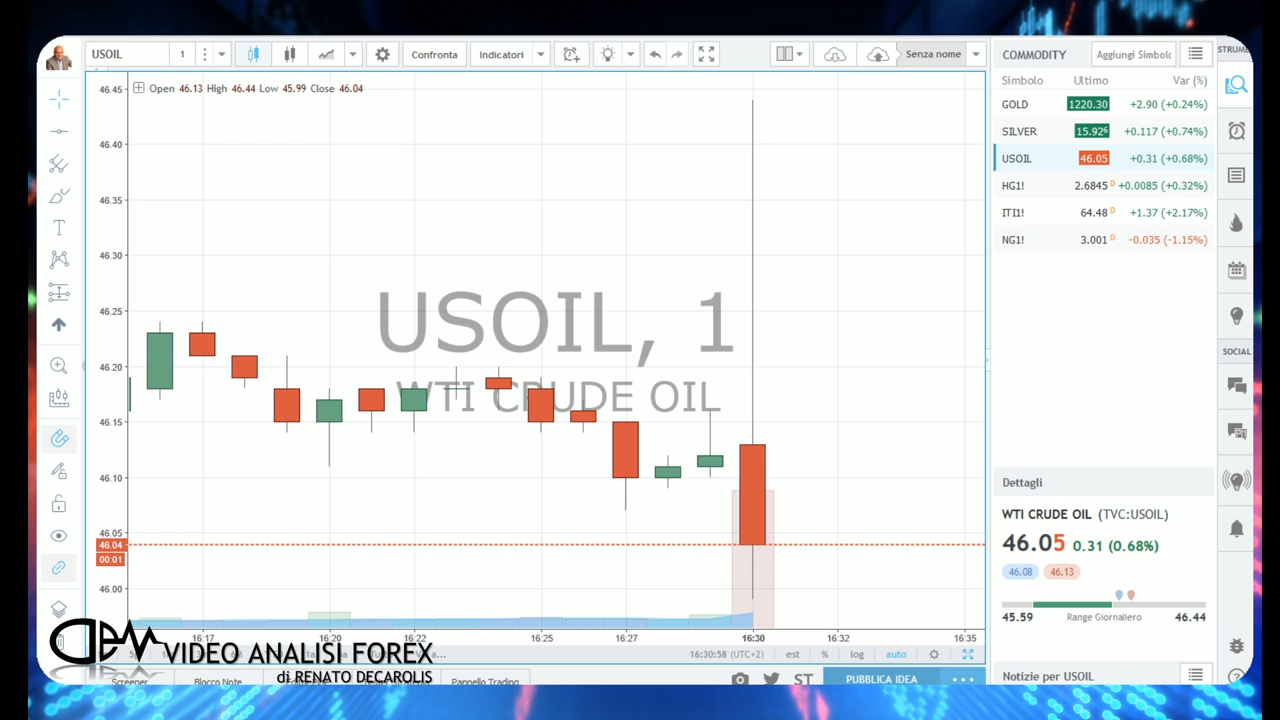 USOIL 1 Confronta Indicatori Senza nome
COMMODITY Aggiungi Simbolo STRUME
Open 46.13 High 46.44 Low 45.99 Close 46.04
Simbolo Ultimo Var (%)
GOLD 1220.30 +2.90 (+0.24%)
SILVER 15.926 +0.117 (+0.74%)
USOIL 46.05 +0.31 (+0.68%)
HG1! 2.6845 D +0.0085 (+0.32%)
ITI1! 64.48 D +1.37 (+2.17%)
NG1! 3.001 D -0.035 (-1.15%)
46.45
46.40
46.35
46.30
46.25
46.20
46.15
46.10
46.05
46.04
00:01
46.00
USOIL, 1
WTI CRUDE OIL
SOCIAL
Dettagli
WTI CRUDE OIL (TVC:USOIL)
46.05 0.31 (0.68%)
46.08 46.13
45.59 Range Giornaliero 46.44
Notizie per USOIL
16:17 16:20 16:22 16:25 16:27 16:30 16:32 16:35
16:30:58 (UTC+2) est % log auto
VIDEO ANALISI FOREX
di RENATO DECAROLIS
Screener Blocco Note Pannello Trading ST PUBBLICA IDEA